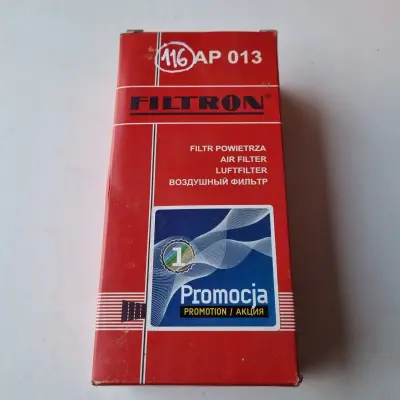 116 AP 013
FILTRON®
FILTR POWIETRZA
AIR FILTER
LUFTFILTER
ВОЗДУШНЫЙ ФИЛЬТР
1
Promocja
PROMOTION / АКЦИЯ